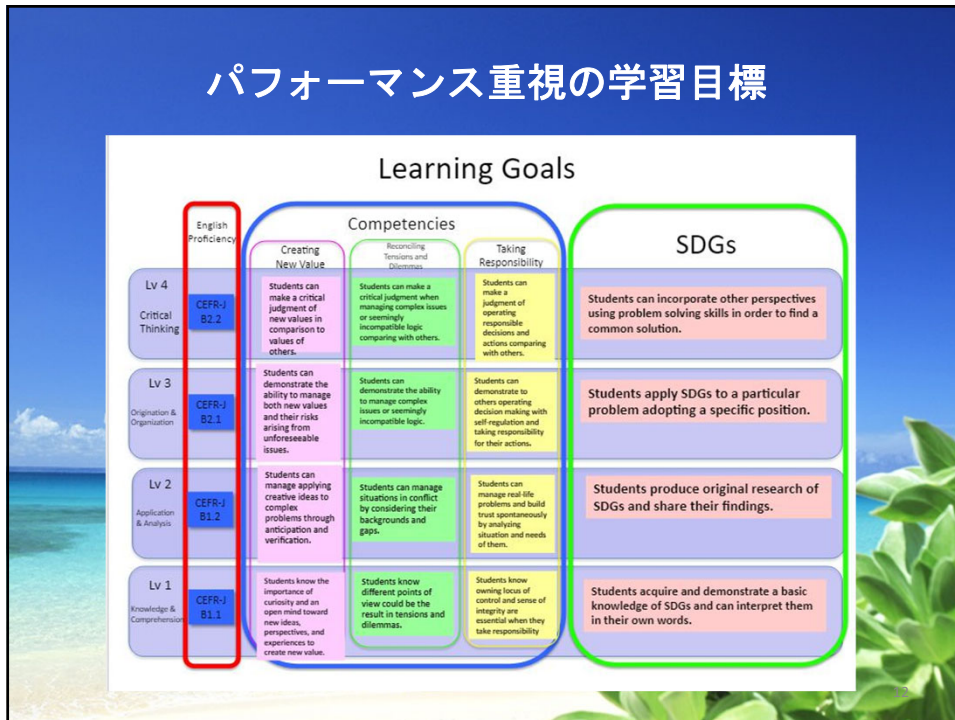 パフォーマンス重視の学習目標
Learning Goals
English
Proficiency
Competencies
Creating
New Value
Reconciling
Tensions and
Dilemmas
Taking
Responsibility
SDGs
Lv 4
Critical
Thinking
CEFR-J
B2.2
Students can
make a critical
judgment of
new values in
comparison to
values of
others.
Students can make a
critical judgment when
managing complex issues
or seemingly
incompatible logic
comparing with others.
Students can
make a
judgment of
operating
responsible
decisions and
actions comparing
with others.
Students can incorporate other perspectives
using problem solving skills in order to find a
common solution.
Lv 3
Origination &
Organization
CEFR-J
B2.1
Students can
demonstrate the
ability to manage
both new values
and their risks
arising from
unforeseeable
issues.
Students can
demonstrate the ability
to manage complex
issues or seemingly
incompatible logic.
Students can
demonstrate to
others operating
decision making with
self-regulation and
taking responsibility
for their actions.
Students apply SDGs to a particular
problem adopting a specific position.
Lv 2
Application
& Analysis
CEFR-J
B1.2
Students can
manage applying
creative ideas to
complex
problems through
anticipation and
verification.
Students can manage
situations in conflict
by considering their
backgrounds and
gaps.
Students can
manage real-life
problems and build
trust spontaneously
by analyzing
situation and needs
of them.
Students produce original research of
SDGs and share their findings.
Lv 1
Knowledge &
Comprehension
CEFR-J
B1.1
Students know the
importance of
curiosity and an
open mind toward
new ideas,
perspectives, and
experiences to
create new value.
Students know
different points of
view could be the
result in tensions and
dilemmas.
Students know
owning locus of
control and sense of
integrity are
essential when they
take responsibility
Students acquire and demonstrate a basic
knowledge of SDGs and can interpret them
in their own words.
12